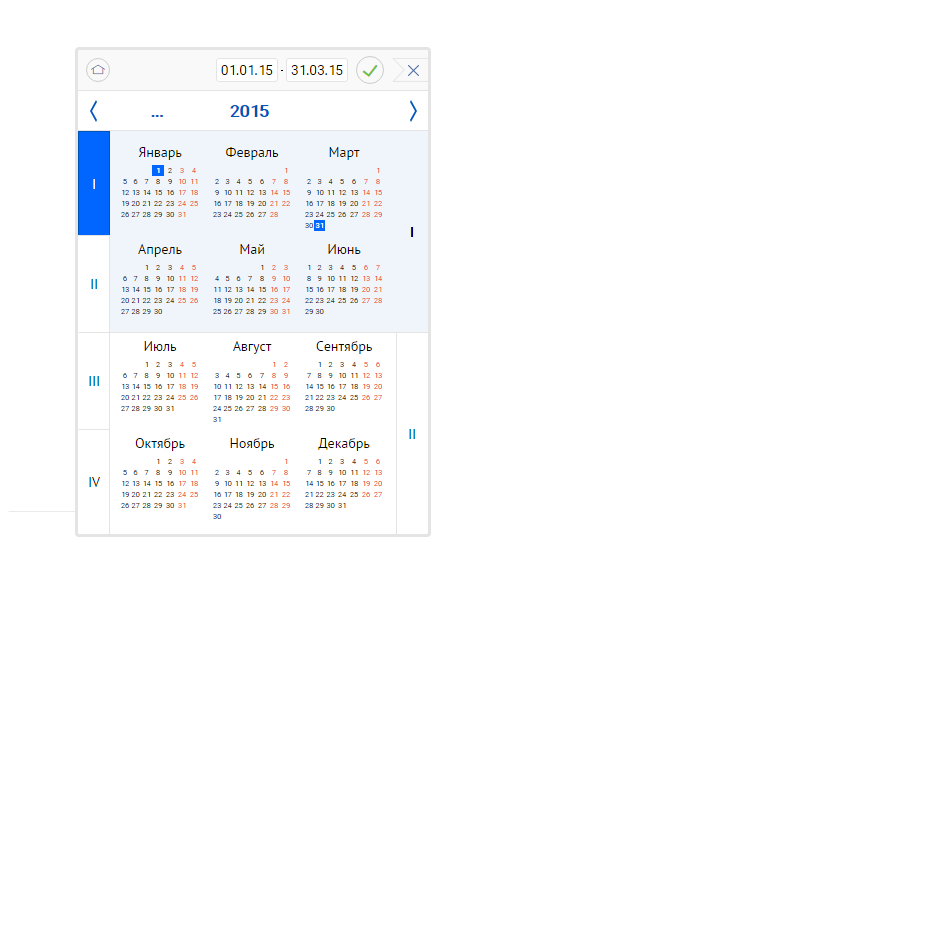 01.01.15 - 31.03.15
... 2015
Январь Февраль Март
1 2 3 4 1 1
5 6 7 8 9 10 11 2 3 4 5 6 7 8 2 3 4 5 6 7 8
I
12 13 14 15 16 17 18 9 10 11 12 13 14 15 9 10 11 12 13 14 15
19 20 21 22 23 24 25 16 17 18 19 20 21 22 16 17 18 19 20 21 22
26 27 28 29 30 31 23 24 25 26 27 28 23 24 25 26 27 28 29
30 31
I
Апрель Май Июнь
1 2 3 4 5 1 2 3 1 2 3 4 5 6 7
6 7 8 9 10 11 12 4 5 6 7 8 9 10 8 9 10 11 12 13 14
II
13 14 15 16 17 18 19 11 12 13 14 15 16 17 15 16 17 18 19 20 21
20 21 22 23 24 25 26 18 19 20 21 22 23 24 22 23 24 25 26 27 28
27 28 29 30 25 26 27 28 29 30 31 29 30
Июль Август Сентябрь
1 2 3 4 5 1 2 1 2 3 4 5 6
6 7 8 9 10 11 12 3 4 5 6 7 8 9 7 8 9 10 11 12 13
III
13 14 15 16 17 18 19 10 11 12 13 14 15 16 14 15 16 17 18 19 20
20 21 22 23 24 25 26 17 18 19 20 21 22 23 21 22 23 24 25 26 27
27 28 29 30 31 24 25 26 27 28 29 30 28 29 30
31
II
Октябрь Ноябрь Декабрь
1 2 3 4 1 1 2 3 4 5 6
5 6 7 8 9 10 11 2 3 4 5 6 7 8 7 8 9 10 11 12 13
IV
12 13 14 15 16 17 18 9 10 11 12 13 14 15 14 15 16 17 18 19 20
19 20 21 22 23 24 25 16 17 18 19 20 21 22 21 22 23 24 25 26 27
26 27 28 29 30 31 23 24 25 26 27 28 29 28 29 30 31
30